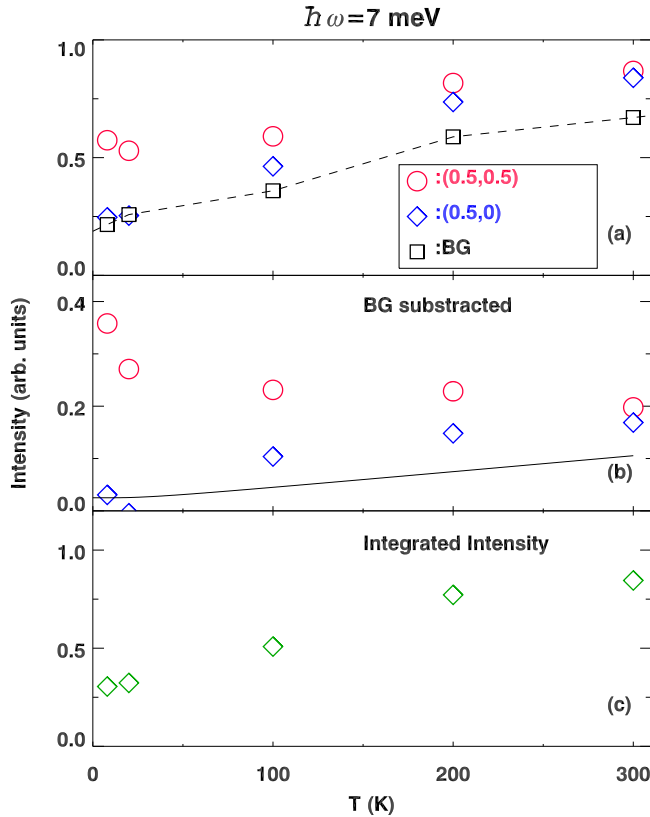 ħω=7 meV
1.0
0.5
0.0
:(0.5,0.5)
:(0.5,0)
:BG
(a)
0.4
0.2
0.0
BG substracted
(b)
Intensity (arb. units)
1.0
0.5
0.0
Integrated Intensity
(c)
0 100 200 300
T (K)